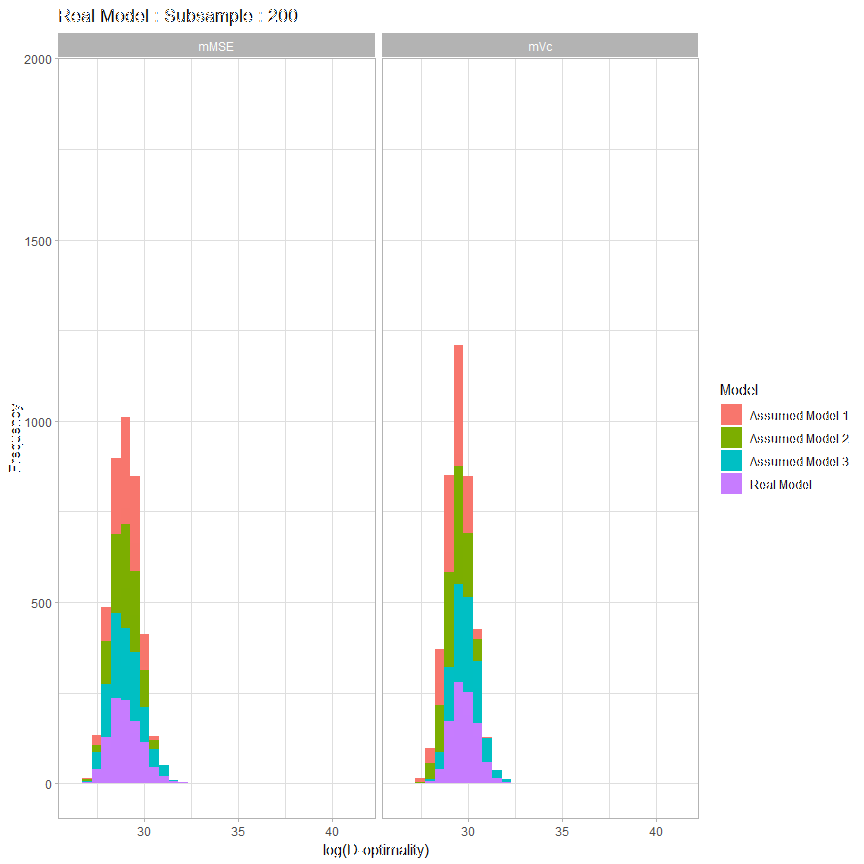 Real Model : Subsample : 200
mMSE
mVc
2000
1500
1000
500
0
Frequency
30
35
40
30
35
40
log(D-optimality)
Model
Assumed Model 1
Assumed Model 2
Assumed Model 3
Real Model